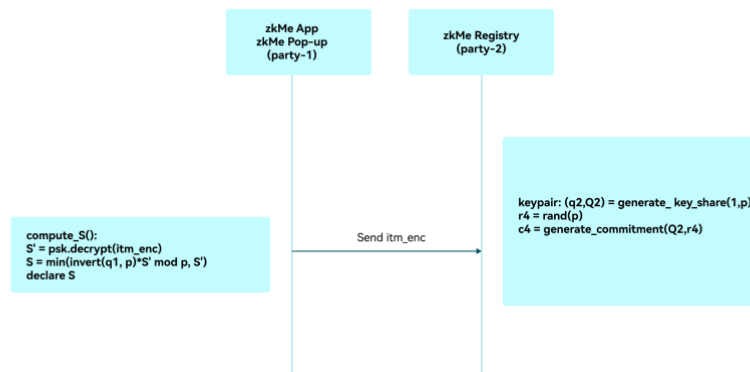 zkMe App
zkMe Pop-up
(party-1)
zkMe Registry
(party-2)
keypair: (q2,Q2) = generate_ key_share(1,p)
r4 = rand(p)
c4 = generate_commitment(Q2,r4)
Send itm_enc
compute_S():
S' = psk.decrypt(itm_enc)
S = min(invert(q1, p)*S' mod p, S')
declare S